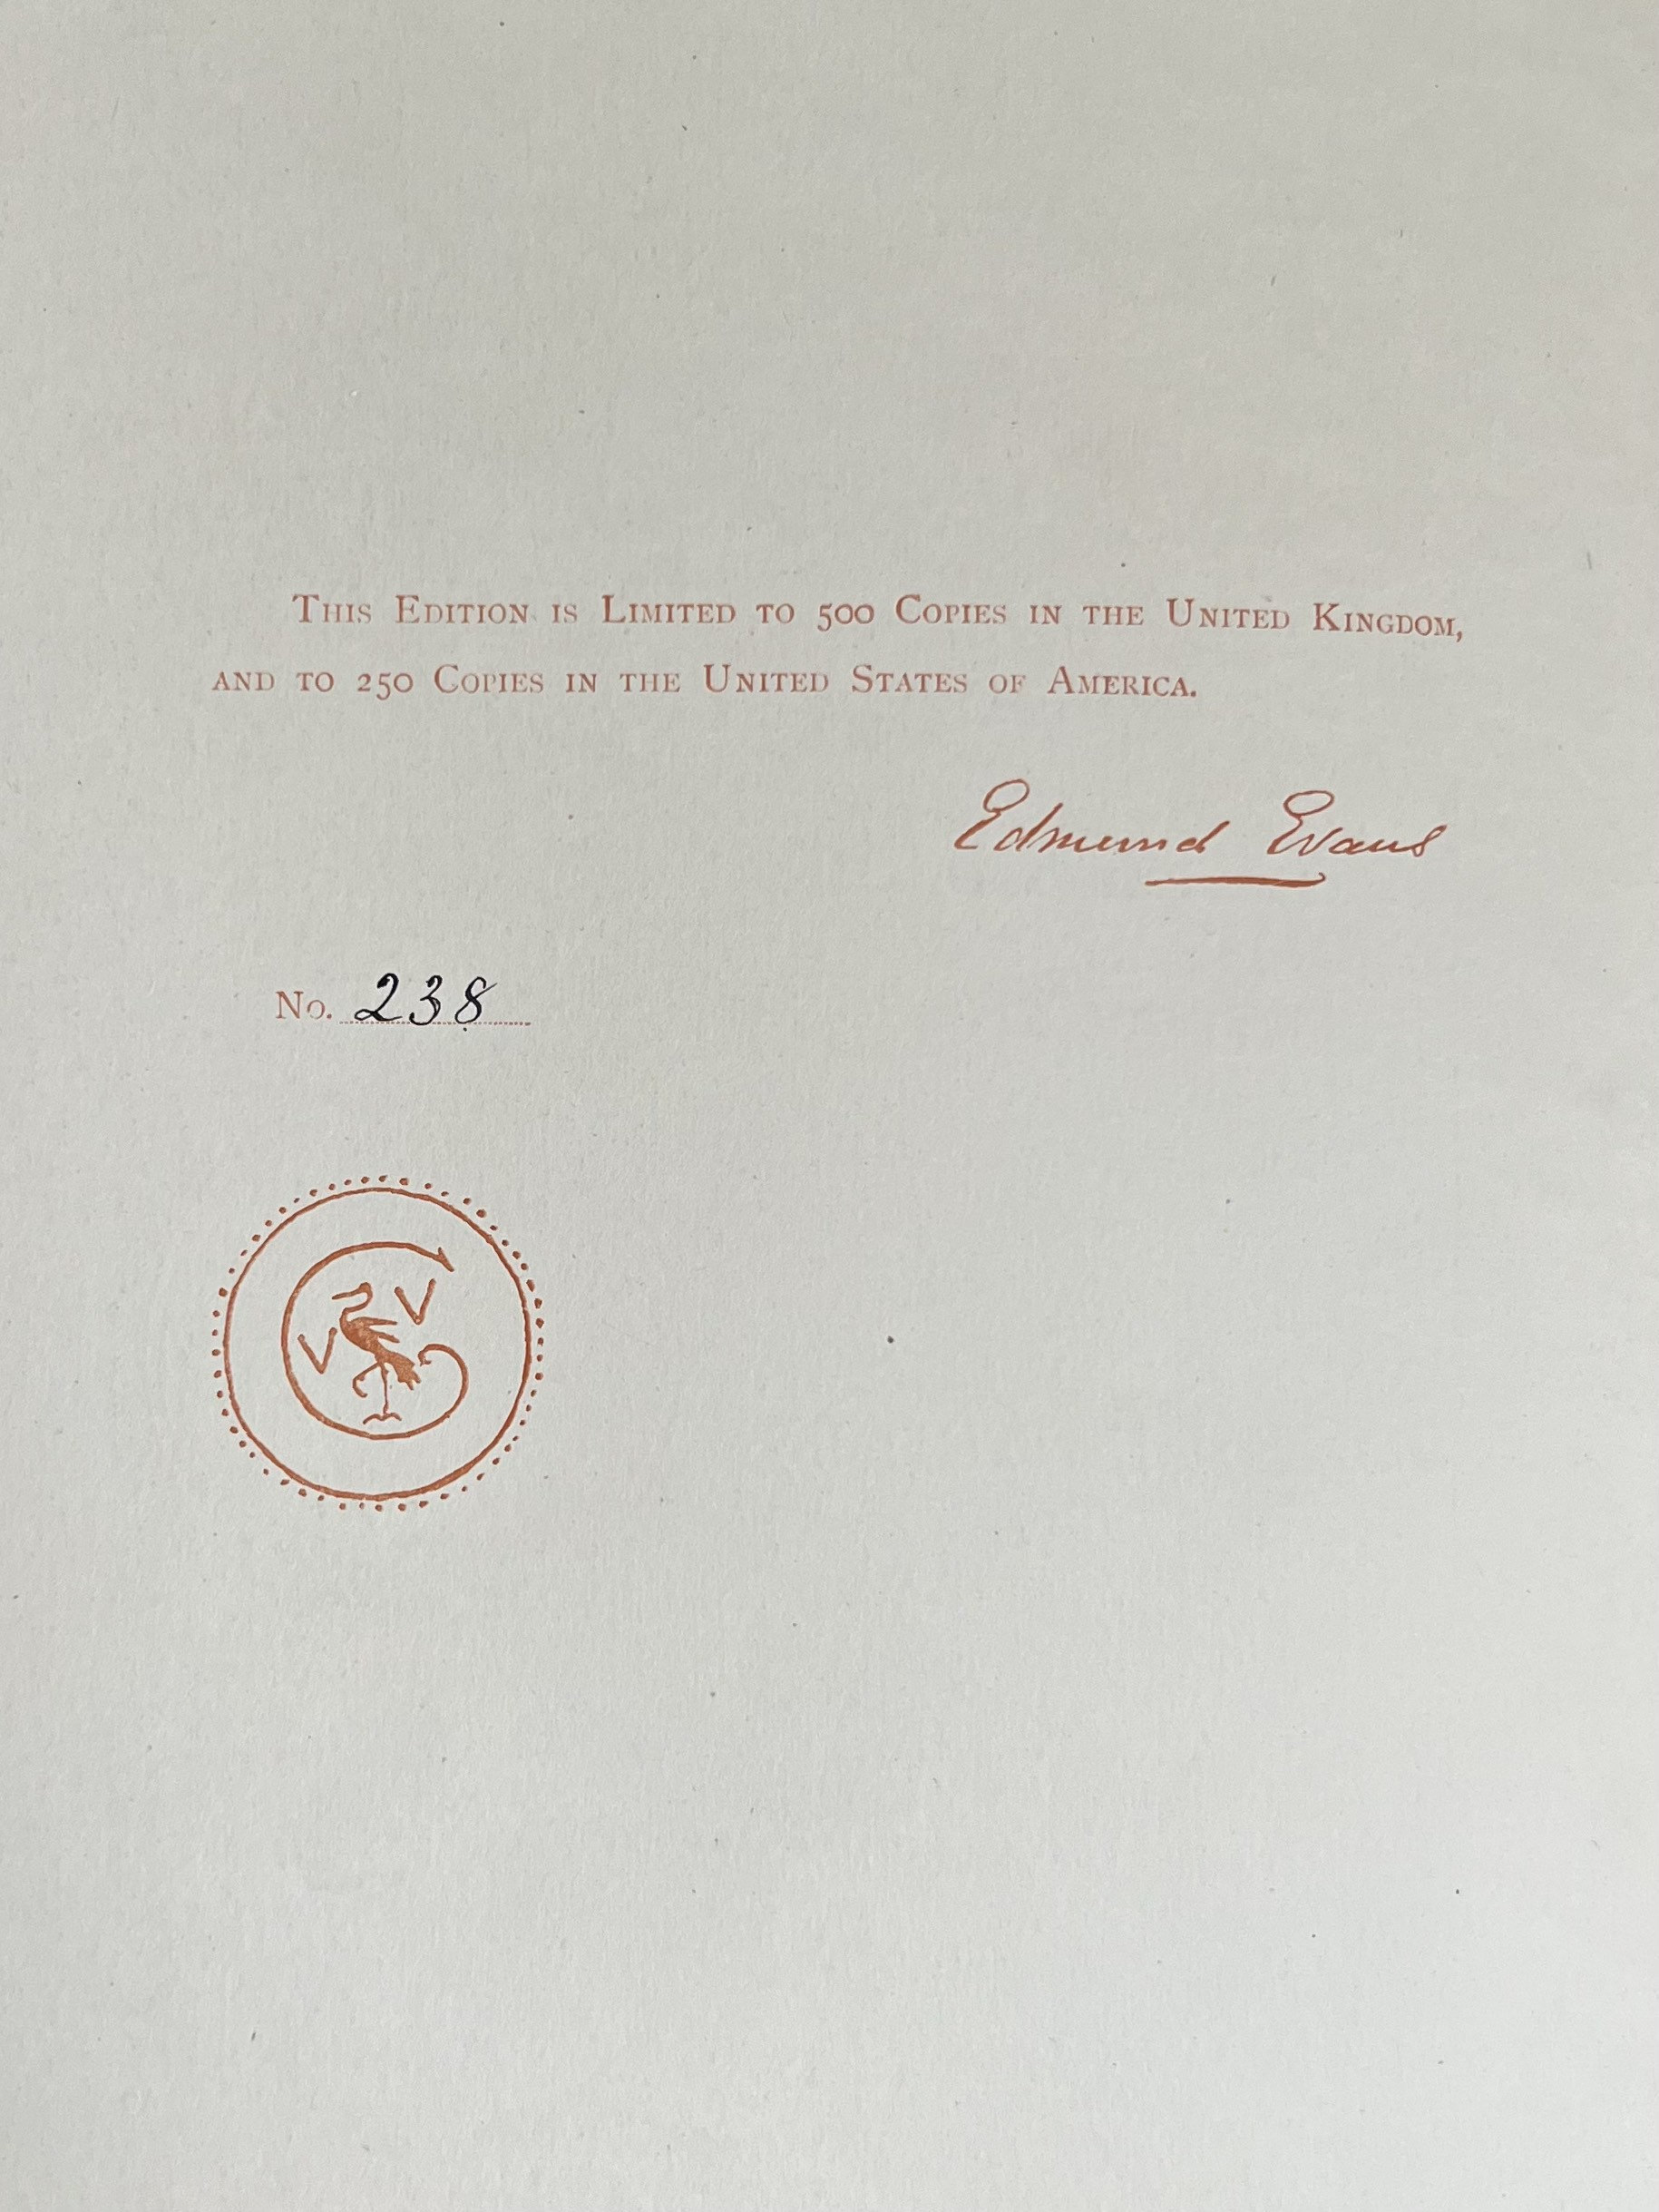 This Edition is Limited to 500 Copies in the United Kingdom,
and to 250 Copies in the United States of America.
Edmund Evans
No. 238
V V